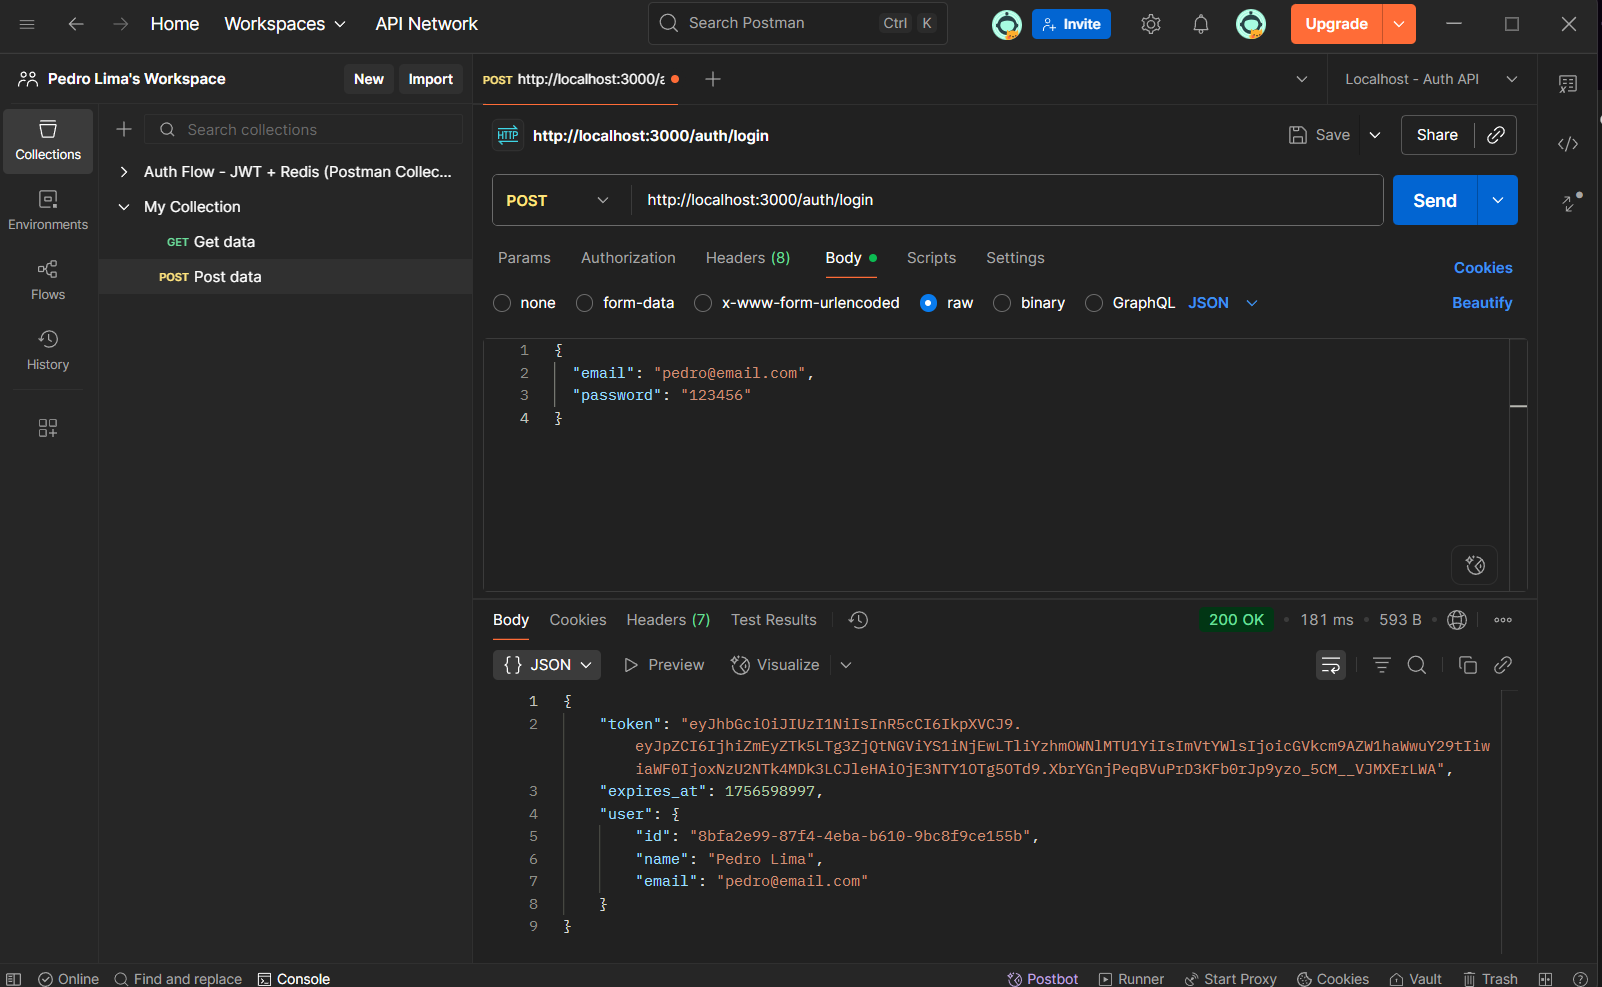 Home Workspaces API Network Search Postman Ctrl K Invite Upgrade
Pedro Lima's Workspace New Import
POST http://localhost:3000/a
Localhost - Auth API
Collections
Environments
Flows
History
Search collections
Auth Flow - JWT + Redis (Postman Collec...
My Collection
GET Get data
POST Post data
HTTP http://localhost:3000/auth/login Save Share
POST http://localhost:3000/auth/login Send
Params Authorization Headers (8) Body Scripts Settings Cookies
none form-data x-www-form-urlencoded raw binary GraphQL JSON Beautify
1 {
2 "email": "pedro@email.com",
3 "password": "123456"
4 }
Body Cookies Headers (7) Test Results 200 OK • 181 ms • 593 B •
{} JSON Preview Visualize
1 {
2 "token": "eyJhbGciOiJIUzI1NiIsInR5cCI6IkpXVCJ9.
eyJpZCI6IjhiZmEyZTk5LTg3ZjQtNGViYS1iNjEwLTliYzhmOWNlMTU1YiIsImVtYWlsIjoicGVkcm9AZW1haWwuY29tIiw
iaWF0IjoxNzU2NTk4MDk3LCJleHAiOjE3NTY1OTg5OTd9.XbrYGnjPeqBVuPrD3KFb0rJp9yzo_5CM__VJMXErLWA",
3 "expires_at": 1756598997,
4 "user": {
5 "id": "8bfa2e99-87f4-4eba-b610-9bc8f9ce155b",
6 "name": "Pedro Lima",
7 "email": "pedro@email.com"
8 }
9 }
Online Find and replace Console Postbot Runner Start Proxy Cookies Vault Trash